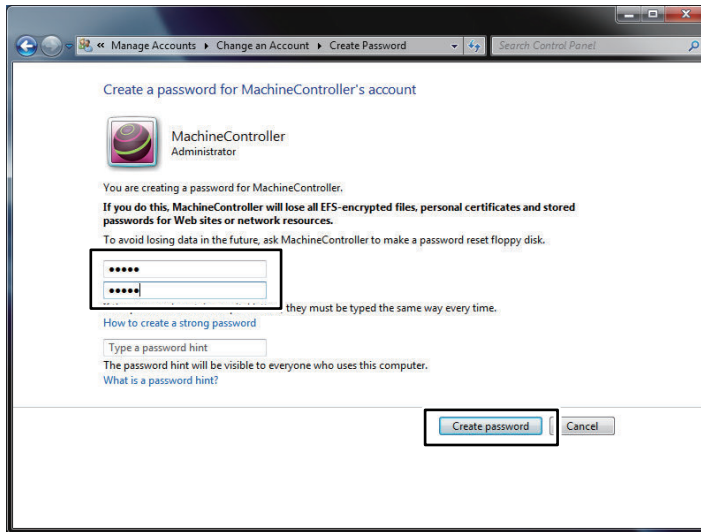 « Manage Accounts ▸ Change an Account ▸ Create Password
Search Control Panel
Create a password for MachineController's account
MachineController
Administrator
You are creating a password for MachineController.
If you do this, MachineController will lose all EFS-encrypted files, personal certificates and stored
passwords for Web sites or network resources.
To avoid losing data in the future, ask MachineController to make a password reset floppy disk.
●●●●●
●●●●●
they must be typed the same way every time.
How to create a strong password
Type a password hint
The password hint will be visible to everyone who uses this computer.
What is a password hint?
Create password
Cancel